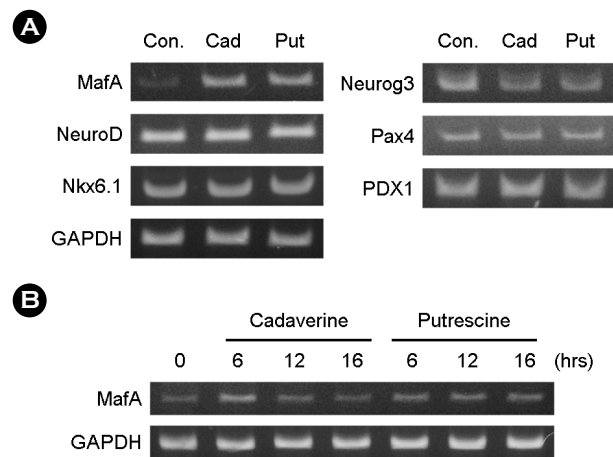 A
Con. Cad Put
MafA
NeuroD
Nkx6.1
GAPDH
Con. Cad Put
Neurog3
Pax4
PDX1
B
Cadaverine Putrescine
0 6 12 16 6 12 16 (hrs)
MafA
GAPDH